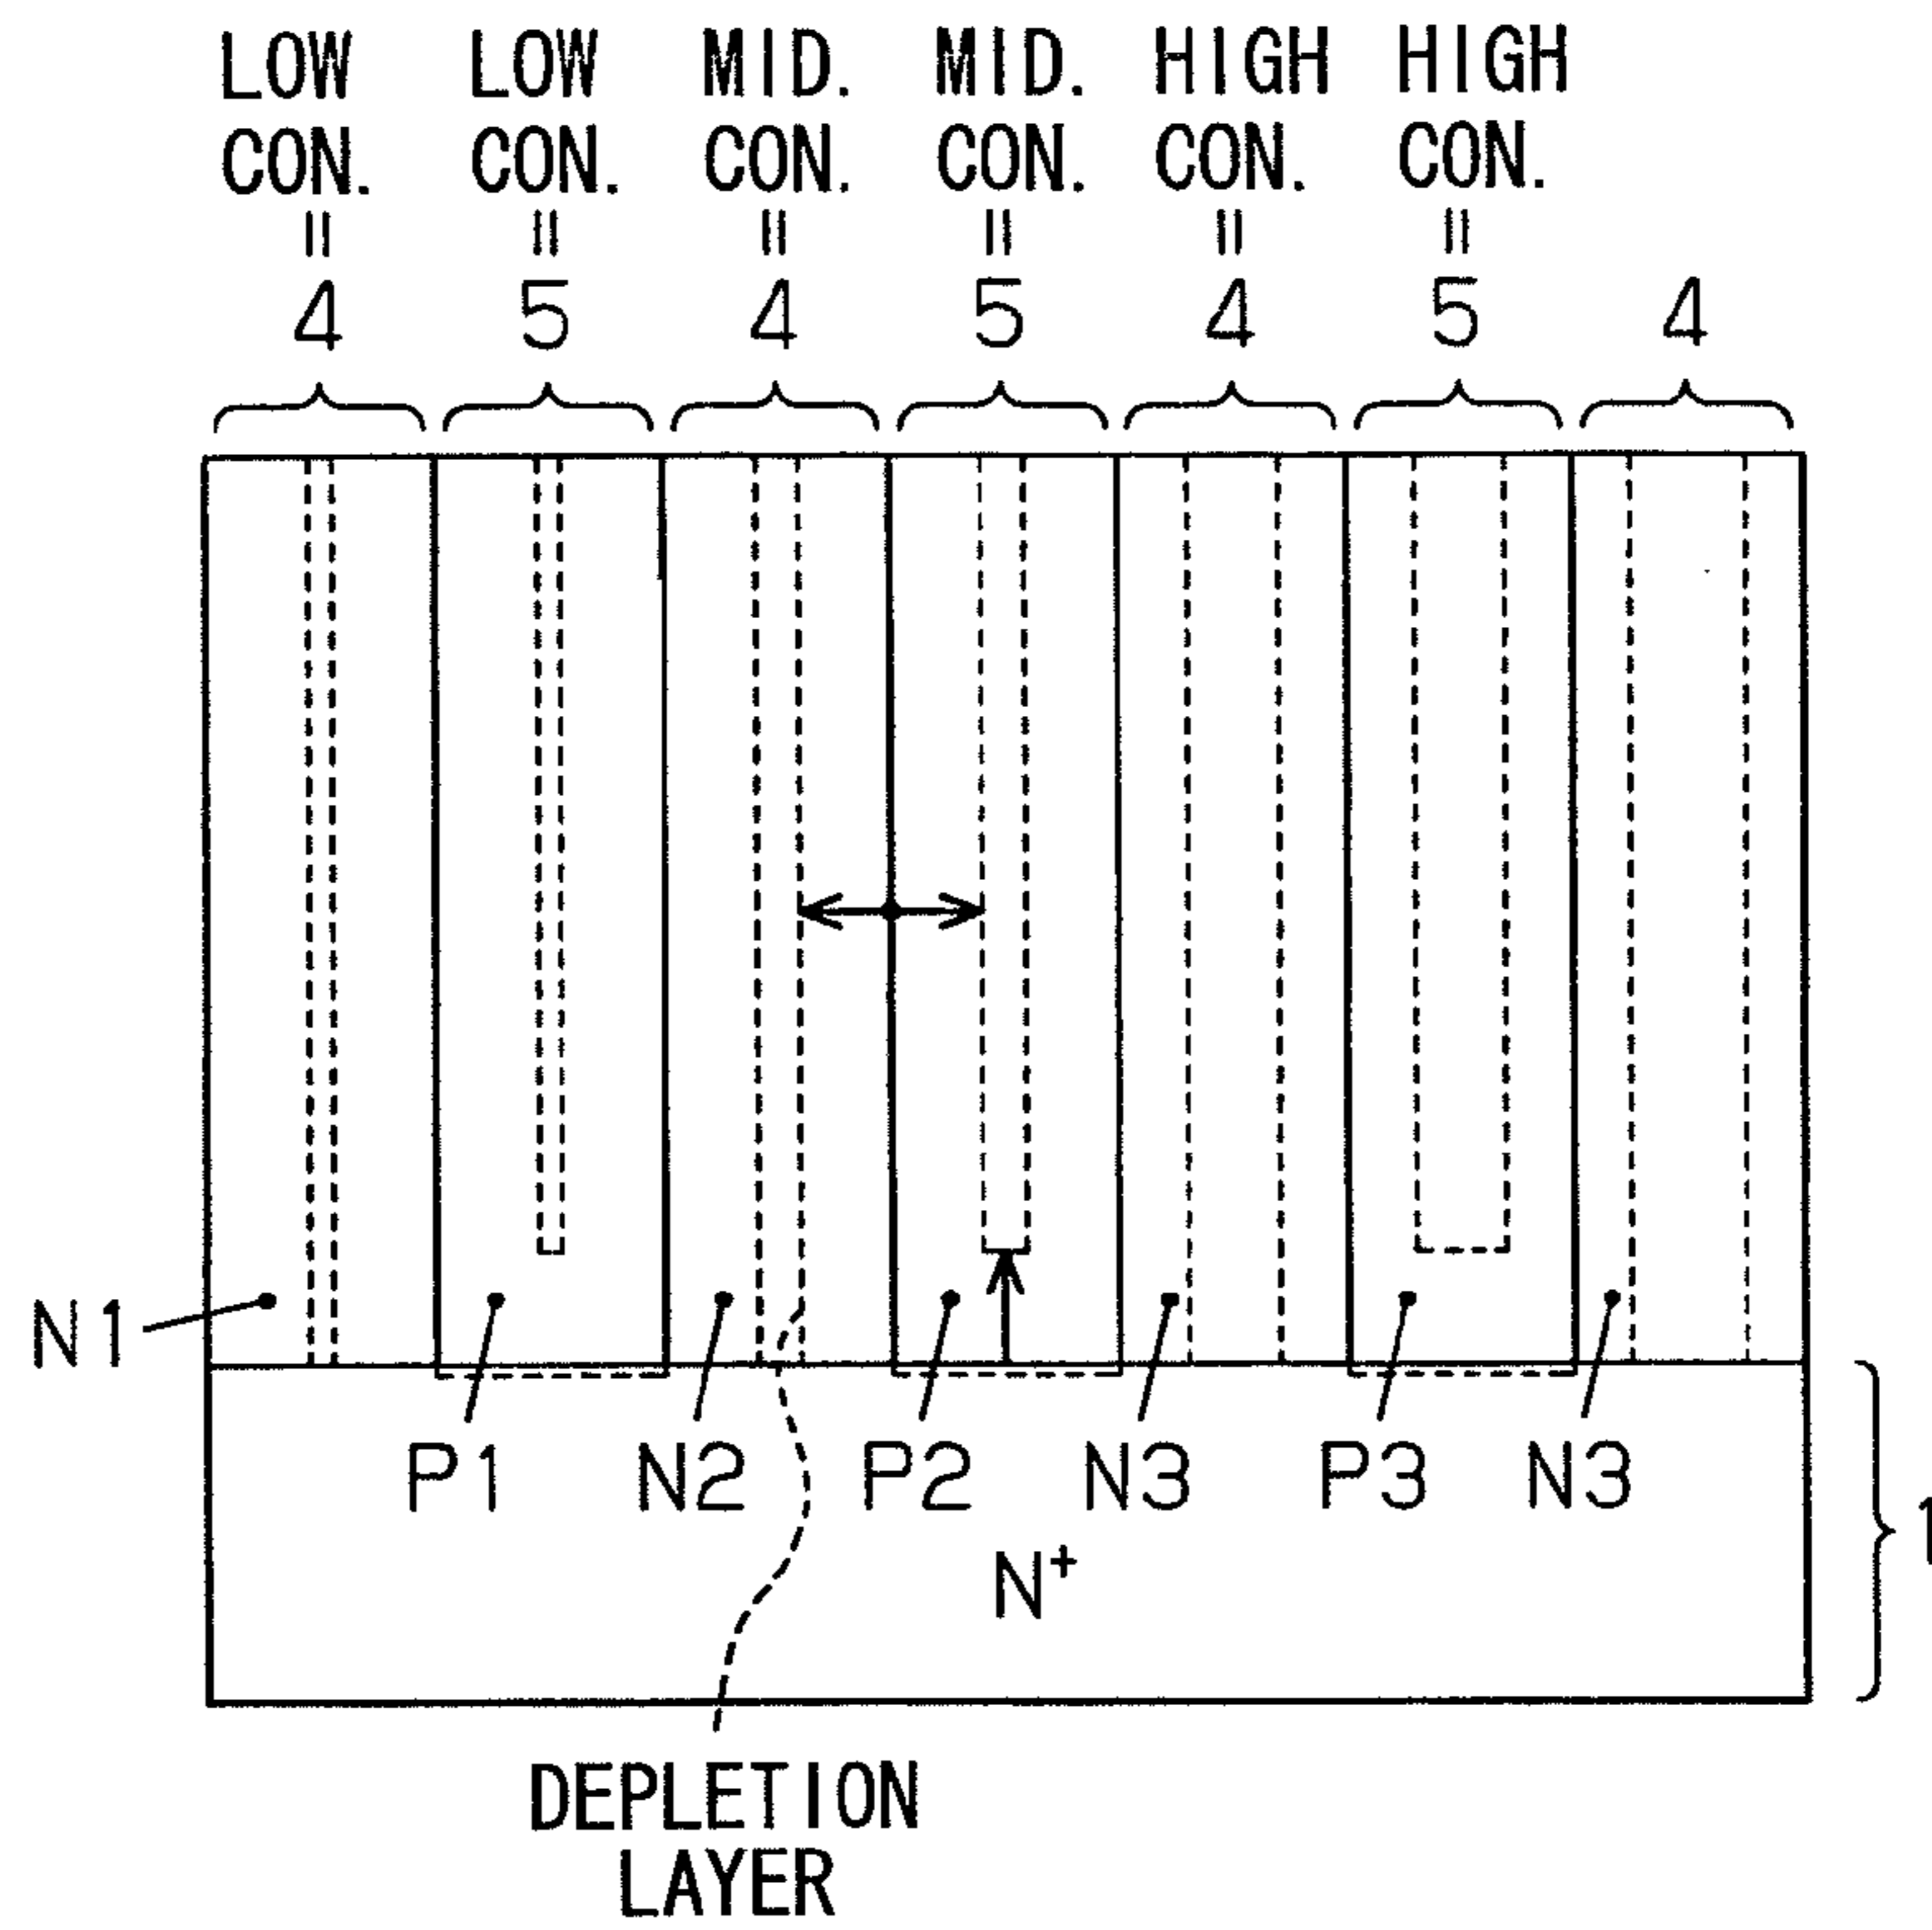 LOW LOW MID. MID. HIGH HIGH
CON. CON. CON. CON. CON. CON.
= = = = = =
4 5 4 5 4 5 4
N1
P1 N2 P2 N3 P3 N3
1
N+
DEPLETION
LAYER